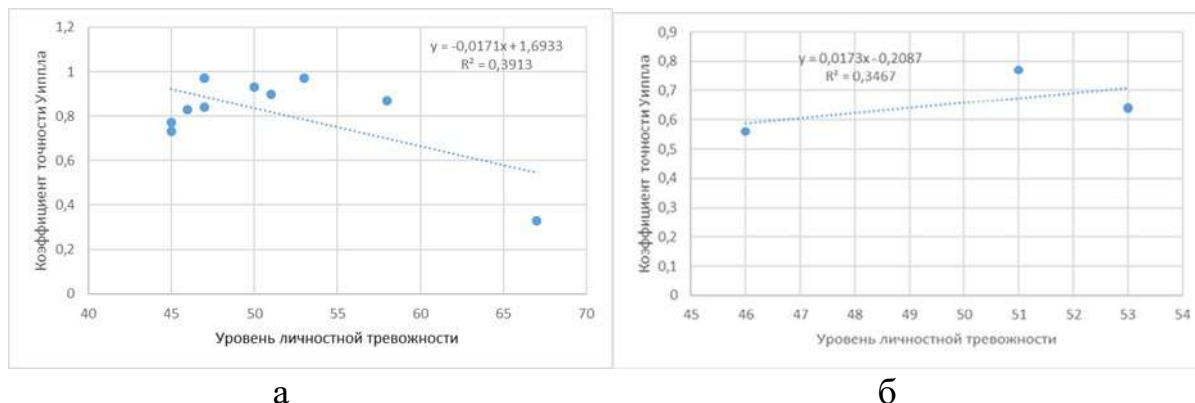 1,2
1
0,8
0,6
0,4
0,2
0
40 45 50 55 60 65 70
Коэффициент точности Уиппла
y = -0,0171x + 1,6933
R² = 0,3913
Уровень личностной тревожности
а
0,9
0,8
0,7
0,6
0,5
0,4
0,3
0,2
0,1
0
45 46 47 48 49 50 51 52 53 54
Коэффициент точности Уиппла
y = 0,0173x - 0,2087
R² = 0,3467
Уровень личностной тревожности
б